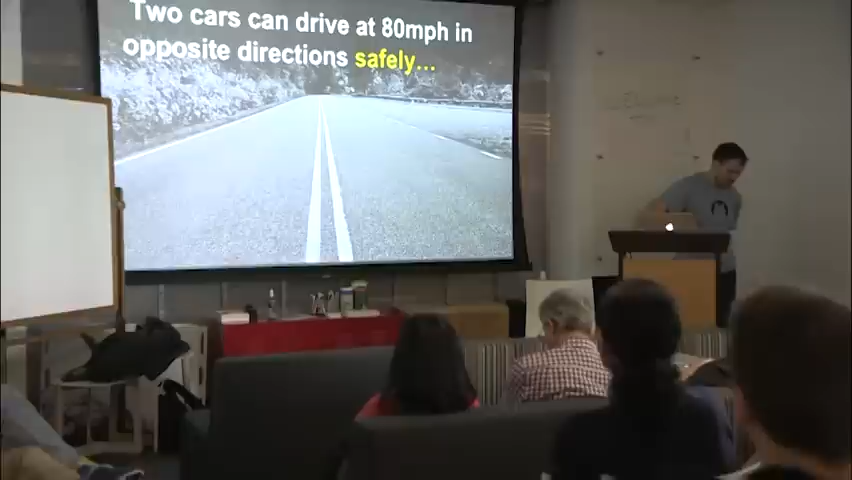 Two cars can drive at 80mph in
opposite directions safely...